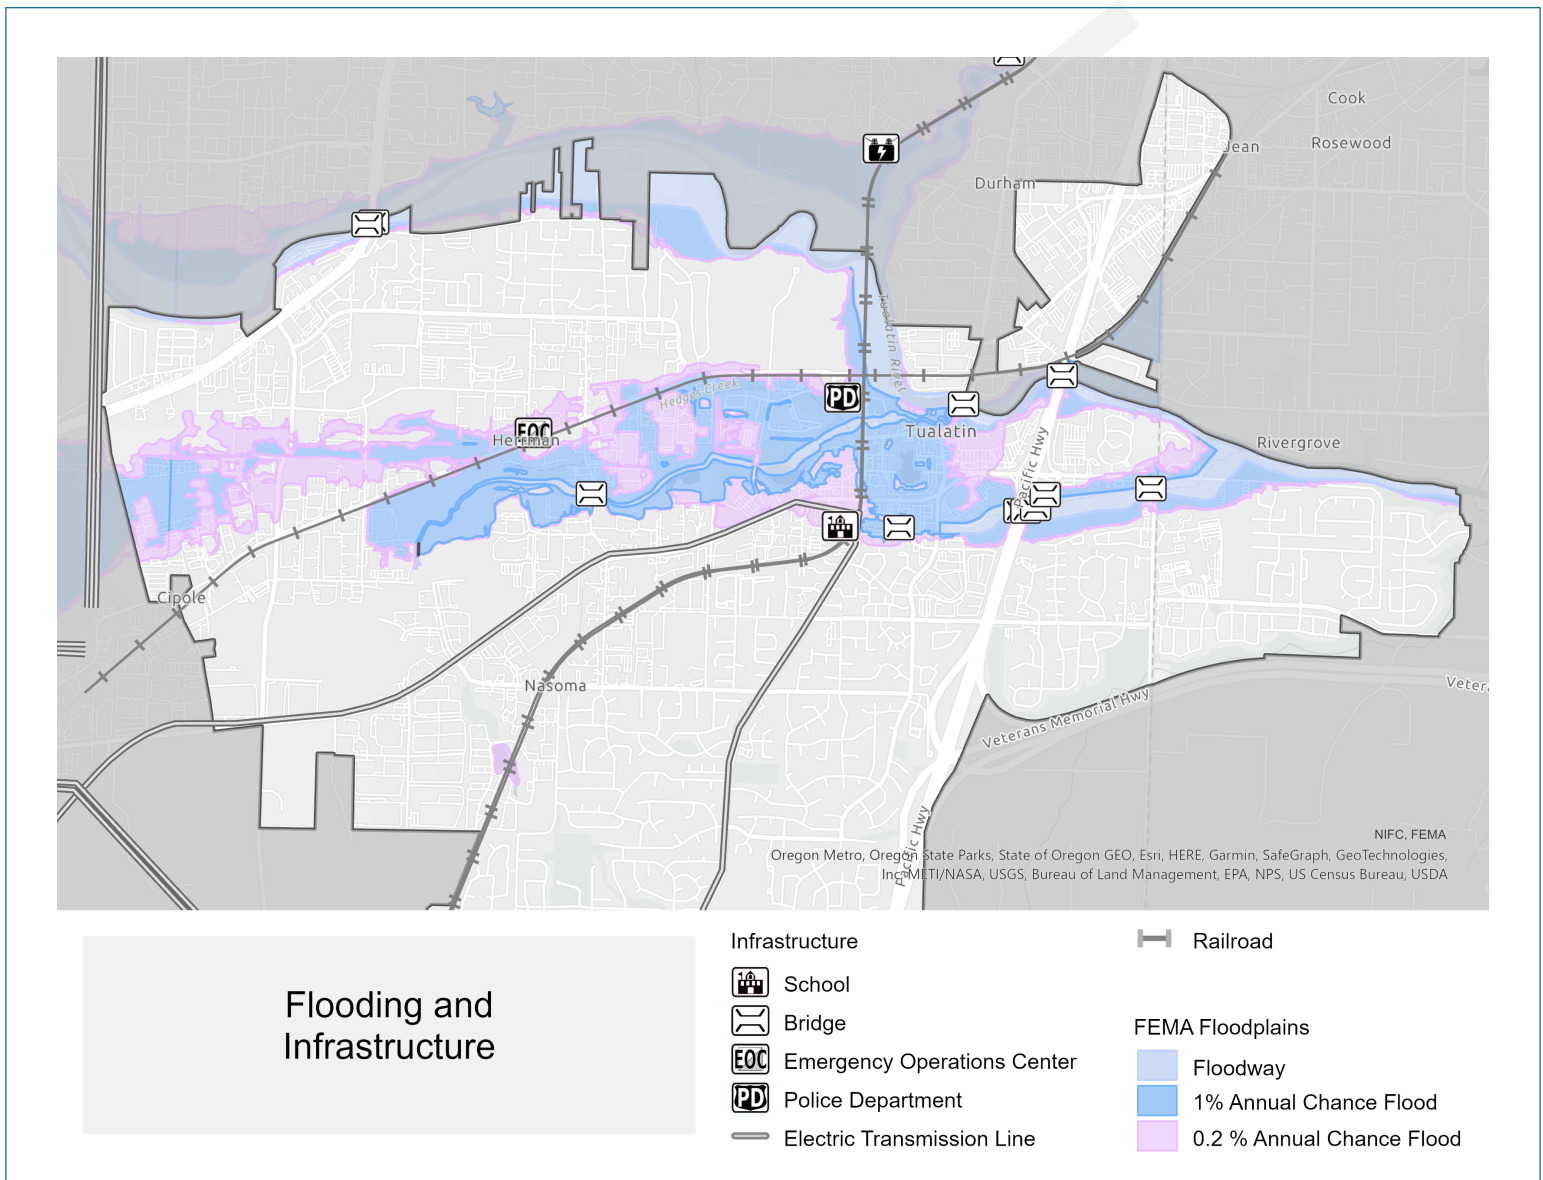 Cook
Rosewood
Jean
Durham
Tualatin River
Hedges Creek
Herrman
EOC
PD
Tualatin
Rivergrove
Pacific Hwy
Cipole
Nasoma
Veterans Memorial Hwy
Pacific Hwy
NIFC, FEMA
Oregon Metro, Oregon State Parks, State of Oregon GEO, Esri, HERE, Garmin, SafeGraph, GeoTechnologies,
Inc, METI/NASA, USGS, Bureau of Land Management, EPA, NPS, US Census Bureau, USDA
Flooding and
Infrastructure
Infrastructure
School
Bridge
EOC Emergency Operations Center
PD Police Department
Electric Transmission Line
Railroad
FEMA Floodplains
Floodway
1% Annual Chance Flood
0.2 % Annual Chance Flood